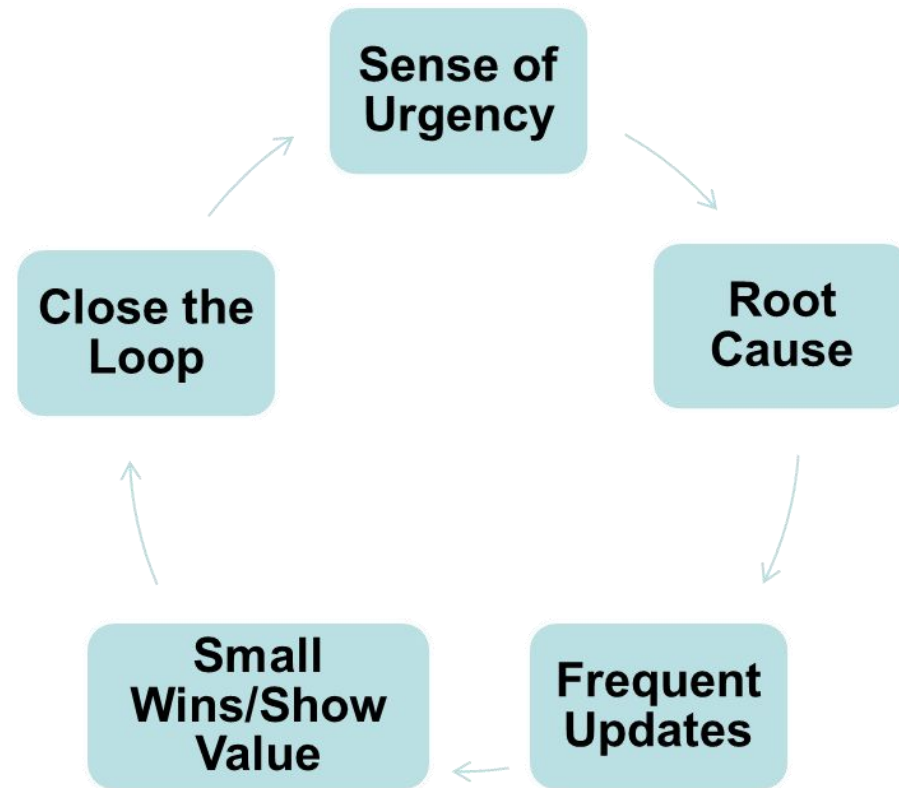 Sense of
Urgency
Root
Cause
Frequent
Updates
Small
Wins/Show
Value
Close the
Loop